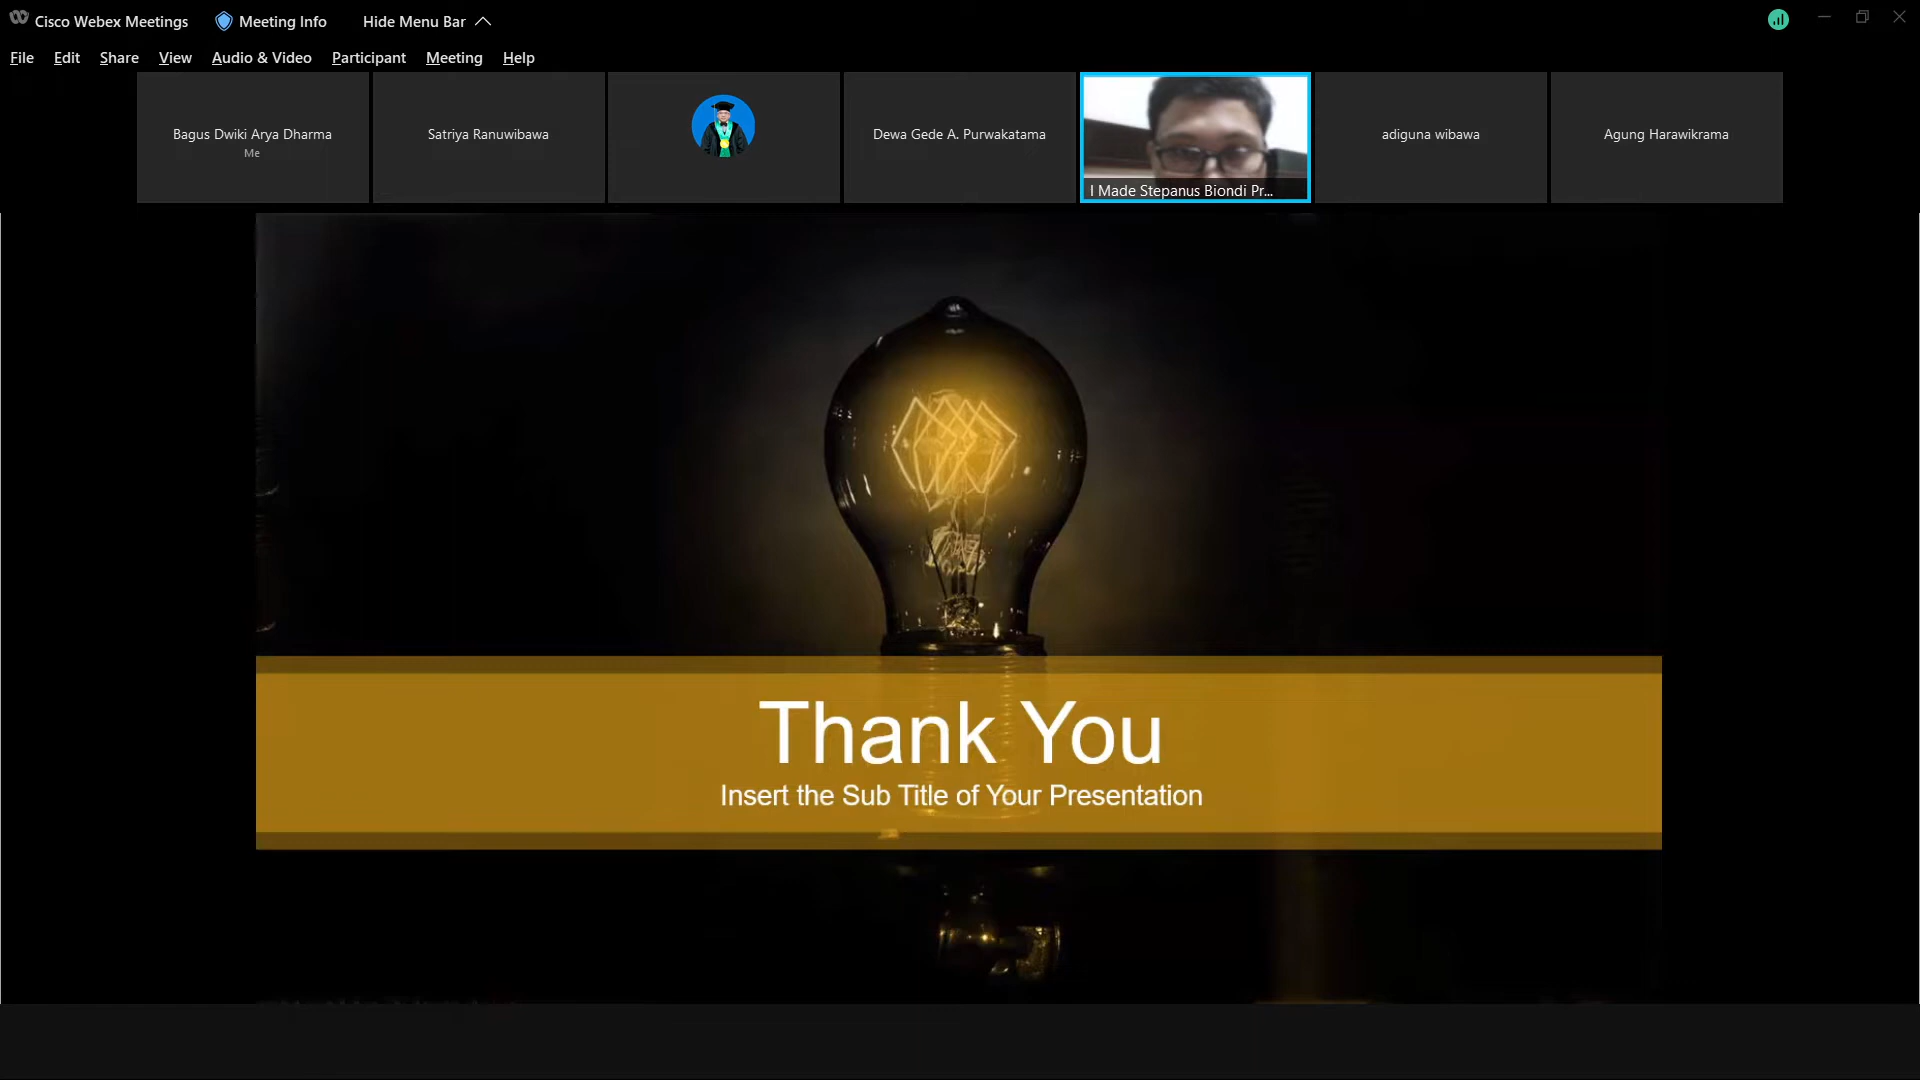 Cisco Webex Meetings
Meeting Info
Hide Menu Bar
File Edit Share View Audio & Video Participant Meeting Help
Bagus Dwiki Arya Dharma
Me
Satriya Ranuwibawa
Dewa Gede A. Purwakatama
I Made Stepanus Biondi Pr...
adiguna wibawa
Agung Harawikrama
Thank You
Insert the Sub Title of Your Presentation